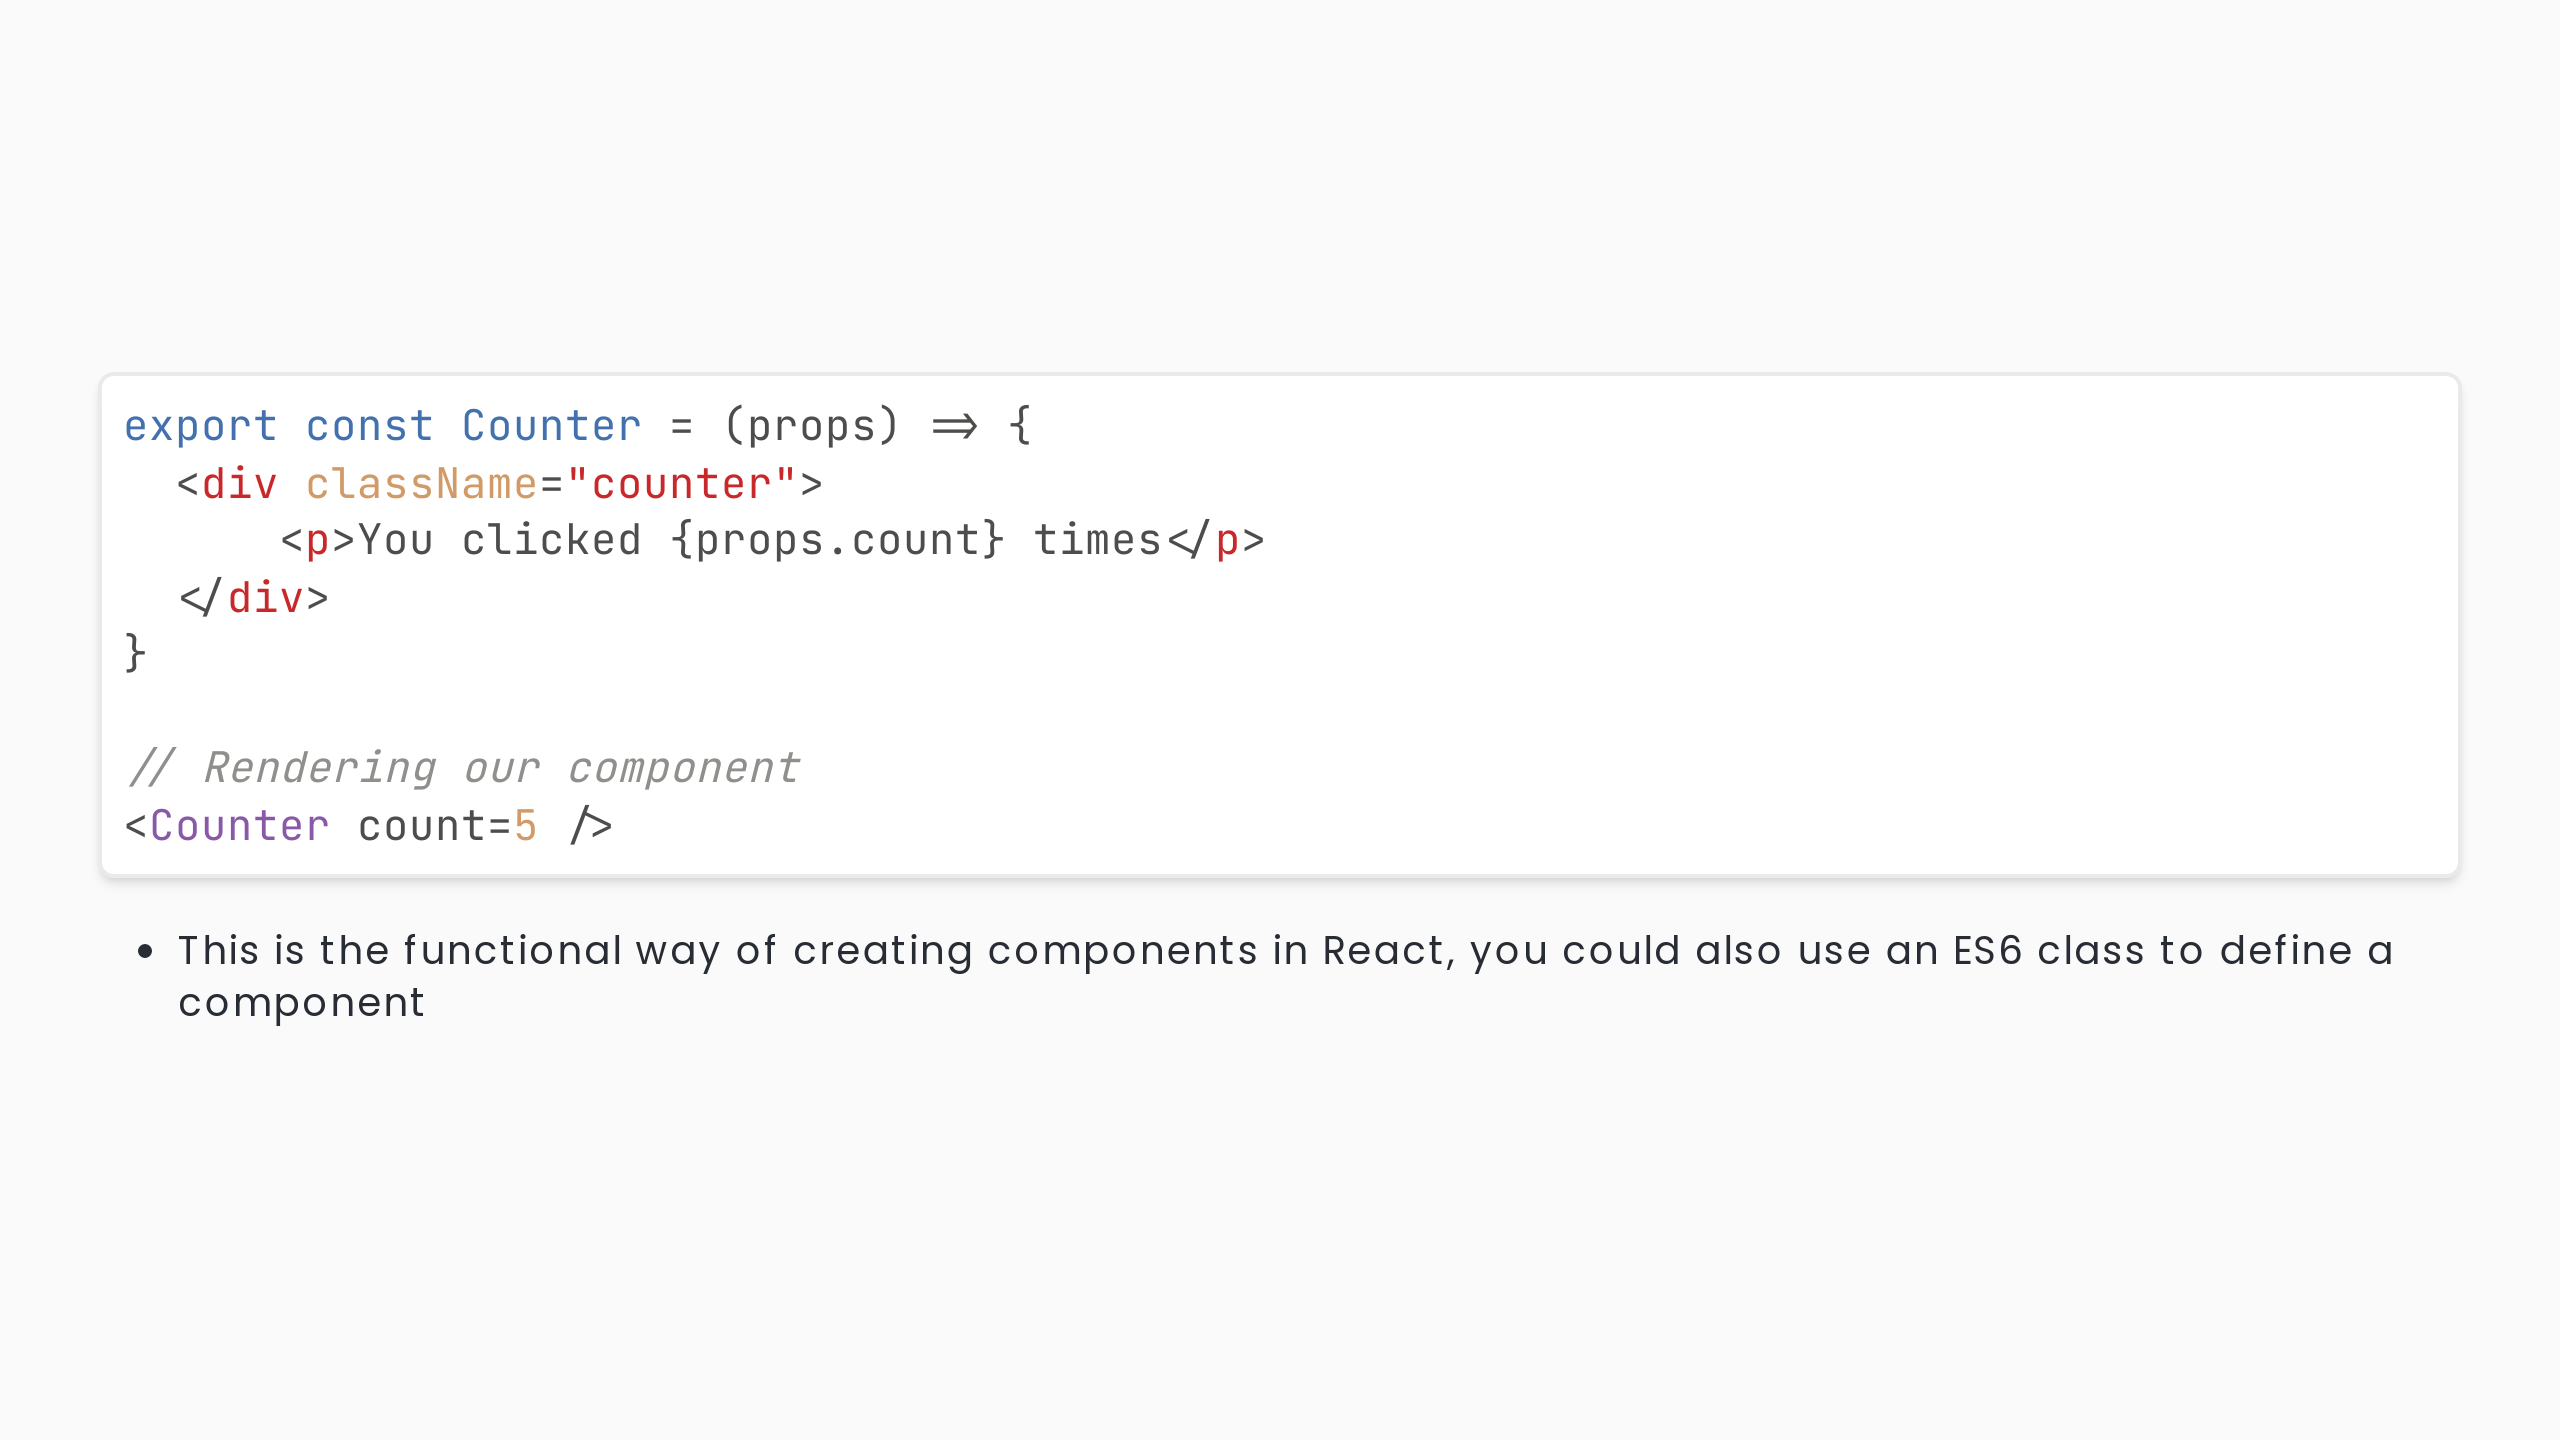 export const Counter = (props) => {
  <div className="counter">
      <p>You clicked {props.count} times</p>
  </div>
}
// Rendering our component
<Counter count=5 />
• This is the functional way of creating components in React, you could also use an ES6 class to define a
component